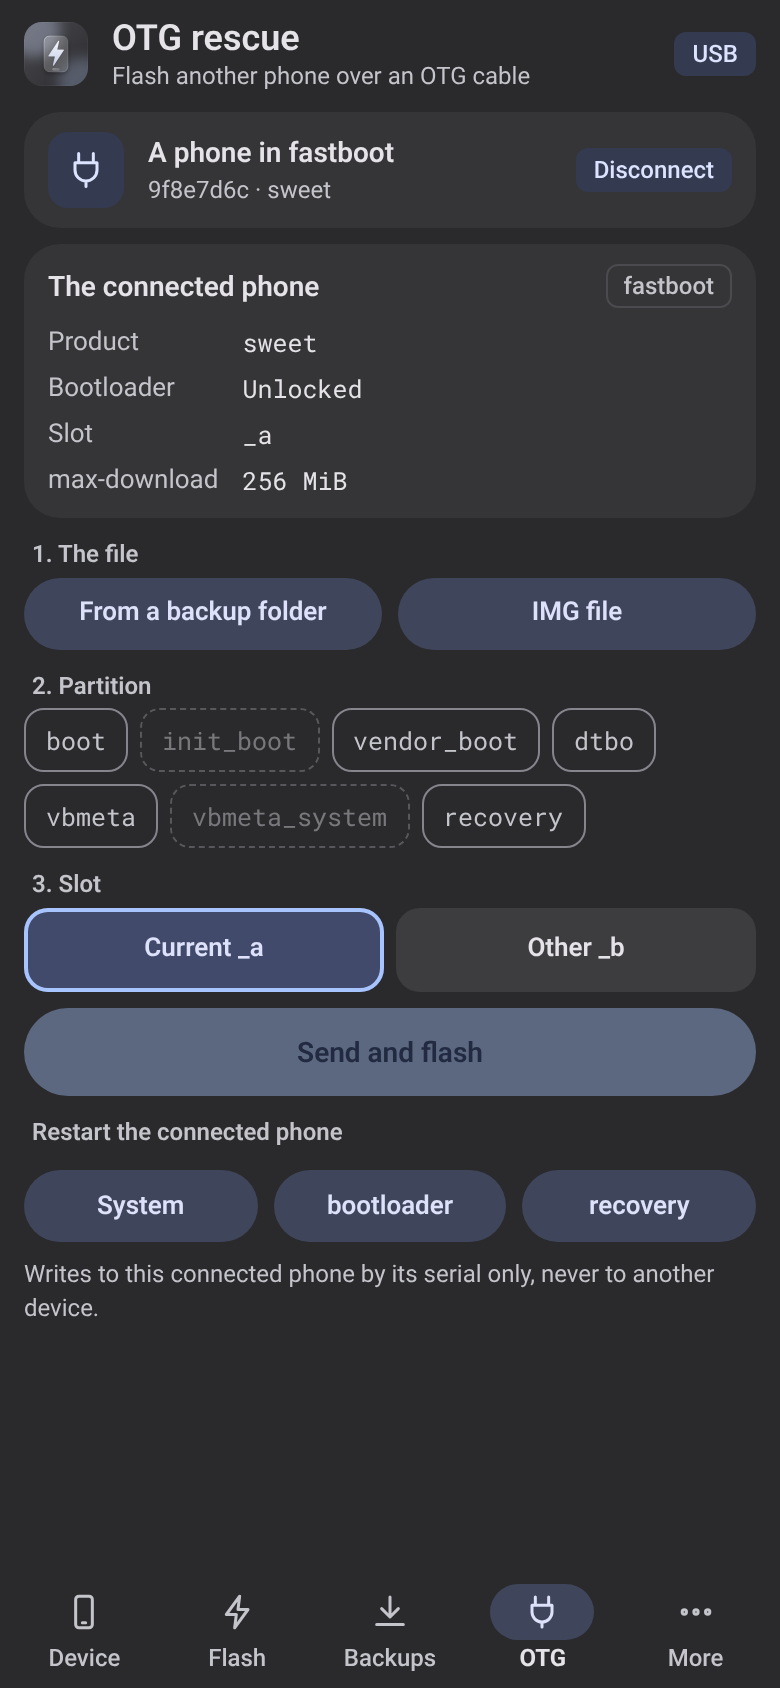 OTG rescue
Flash another phone over an OTG cable
USB
A phone in fastboot
9f8e7d6c · sweet
Disconnect
The connected phone
fastboot
Product sweet
Bootloader Unlocked
Slot _a
max-download 256 MiB
1. The file
From a backup folder
IMG file
2. Partition
boot init_boot vendor_boot dtbo
vbmeta vbmeta_system recovery
3. Slot
Current _a
Other _b
Send and flash
Restart the connected phone
System bootloader recovery
Writes to this connected phone by its serial only, never to another
device.
Device Flash Backups OTG More